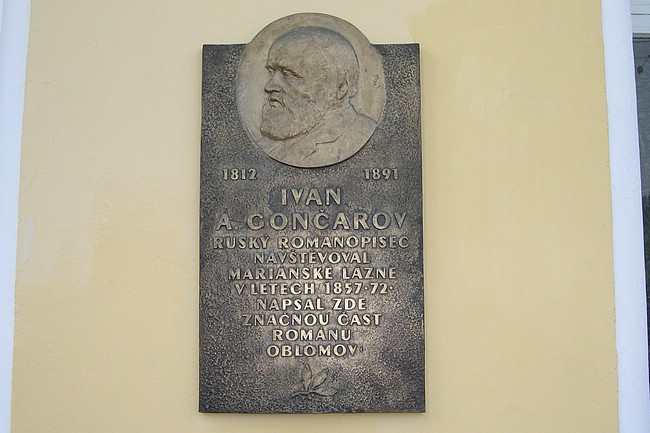 1812 1891
IVAN
A. GONČAROV
RUSKÝ ROMANOPISEC
NAVŠTĚVOVAL
MARIÁNSKÉ LÁZNĚ
V LETECH 1857-72·
NAPSAL ZDE
ZNAČNOU ČÁST
ROMÁNU
·OBLOMOV·